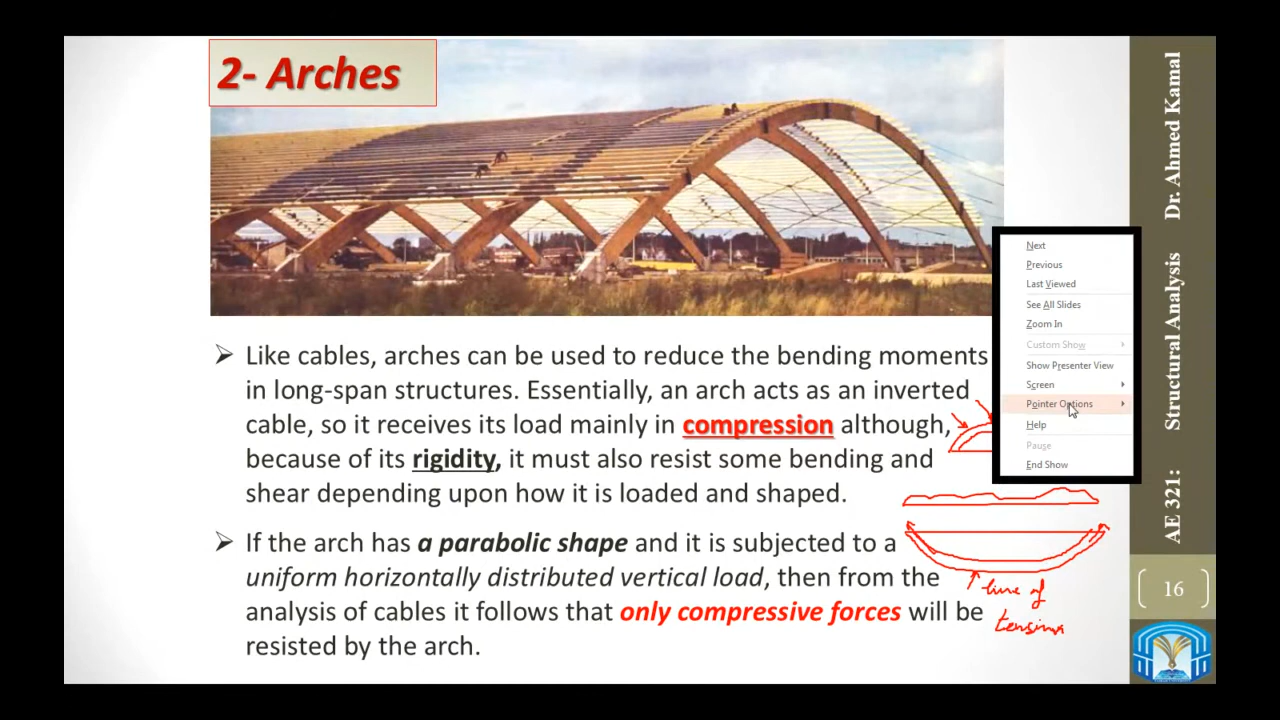 2- Arches
Like cables, arches can be used to reduce the bending moments
in long-span structures. Essentially, an arch acts as an inverted
cable, so it receives its load mainly in compression although,
because of its rigidity, it must also resist some bending and
shear depending upon how it is loaded and shaped.
If the arch has a parabolic shape and it is subjected to a
uniform horizontally distributed vertical load, then from the
analysis of cables it follows that only compressive forces will be
resisted by the arch.
line of
tension
Next
Previous
Last Viewed
See All Slides
Zoom In
Custom Show
Show Presenter View
Screen
Pointer Options
Help
Pause
End Show
AE 321: Structural Analysis Dr. Ahmed Kamal
16